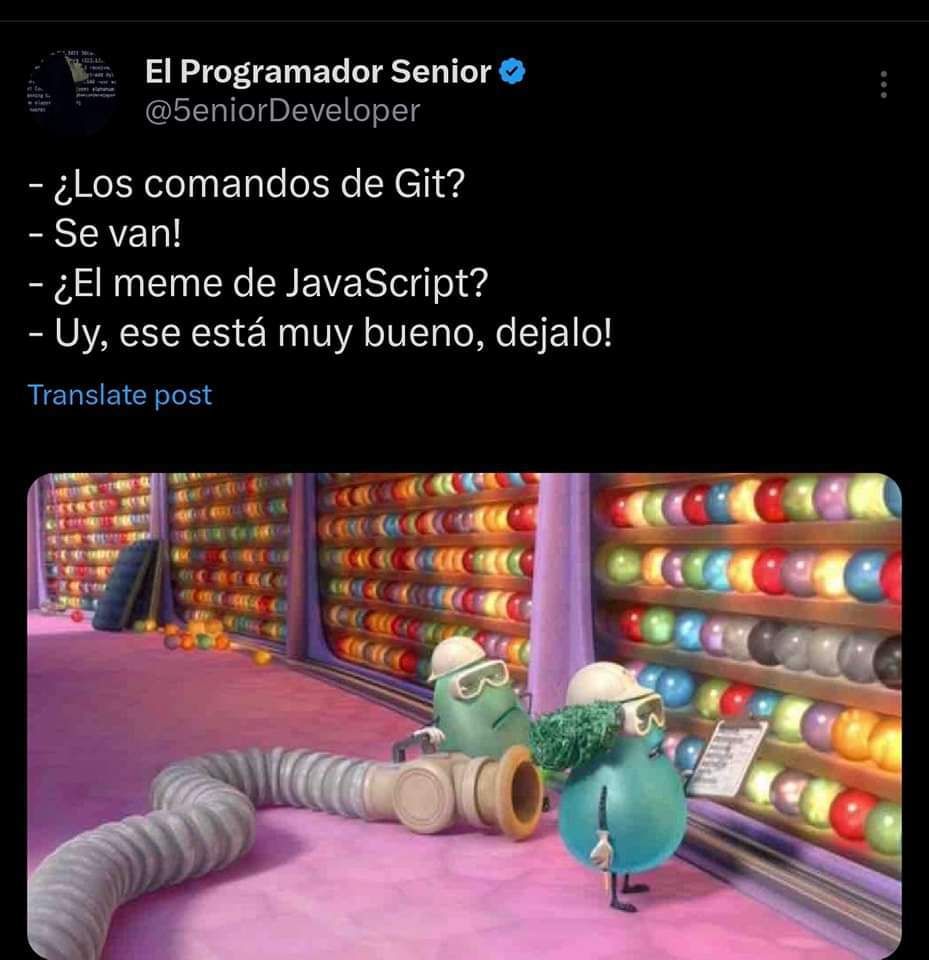 El Programador Senior
@5eniorDeveloper
- ¿Los comandos de Git?
- Se van!
- ¿El meme de JavaScript?
- Uy, ese está muy bueno, dejalo!
Translate post